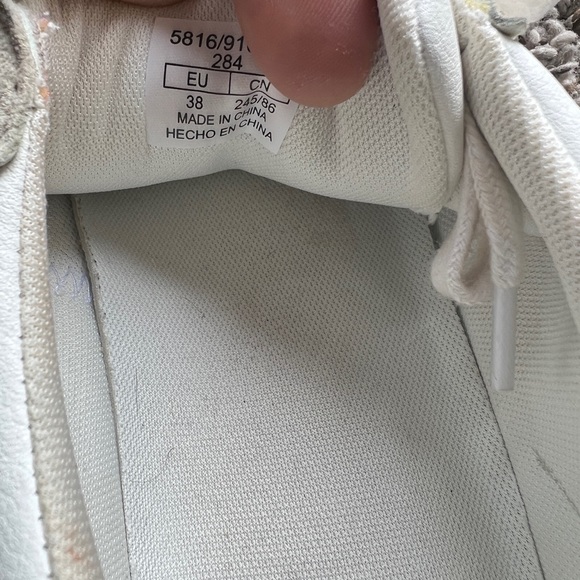 5816/91
284
EU CN
38 245/86
MADE IN CHINA
HECHO EN CHINA